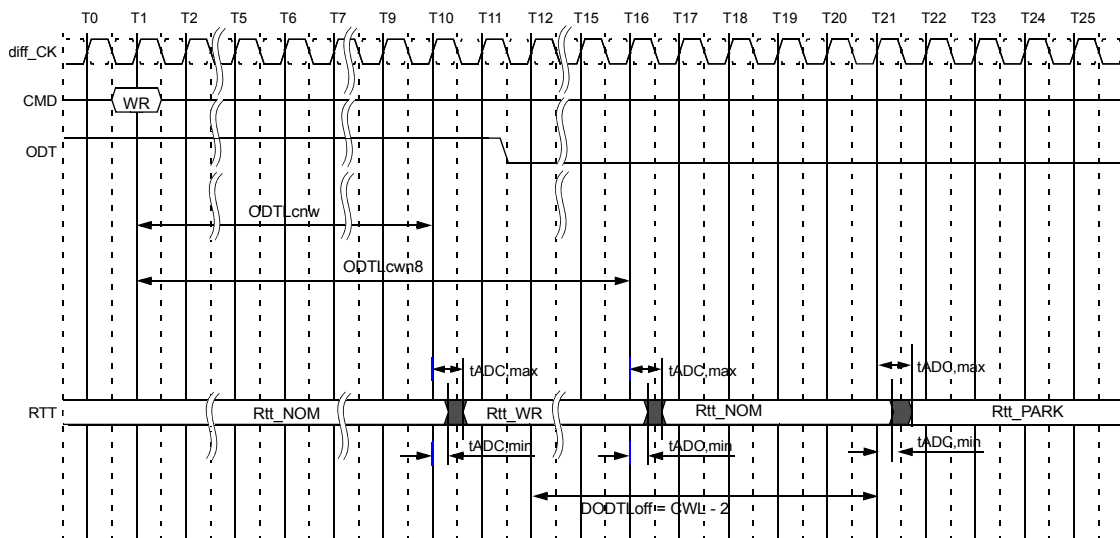 T0 T1 T2 T5 T6 T7 T9 T10 T11 T12 T15 T16 T17 T18 T19 T20 T21 T22 T23 T24 T25
diff_CK
CMD WR
ODT
ODTLcnw
ODTLcwn8
tADC,max tADC,max tADC,max
RTT Rtt_NOM Rtt_WR Rtt_NOM Rtt_PARK
tADC,min tADC,min tADC,min
DODTLoff = CWL - 2